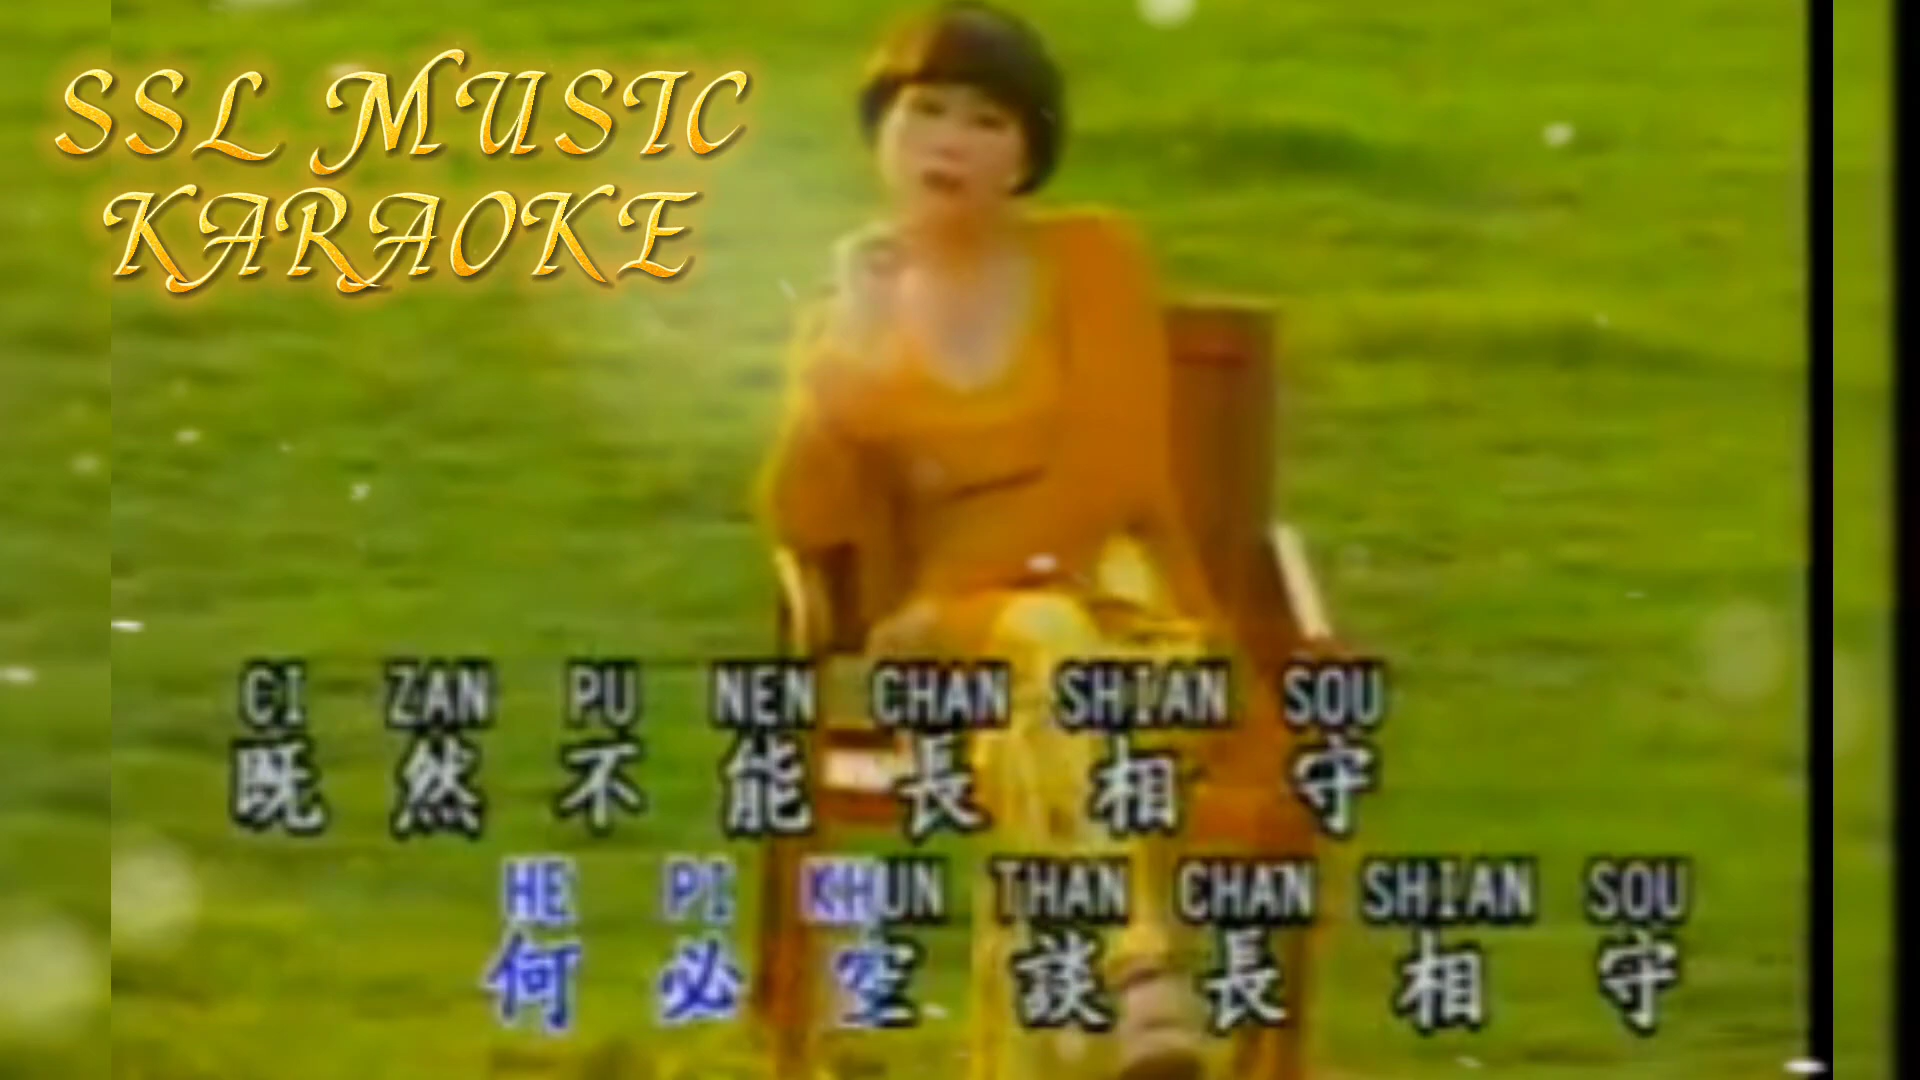 SSL MUSIC
KARAOKE
CI ZAN PU NEN CHAN SHIAN SOU
既然不能長相守
HE PI KHUN THAN CHAN SHIAN SOU
何必空談長相守